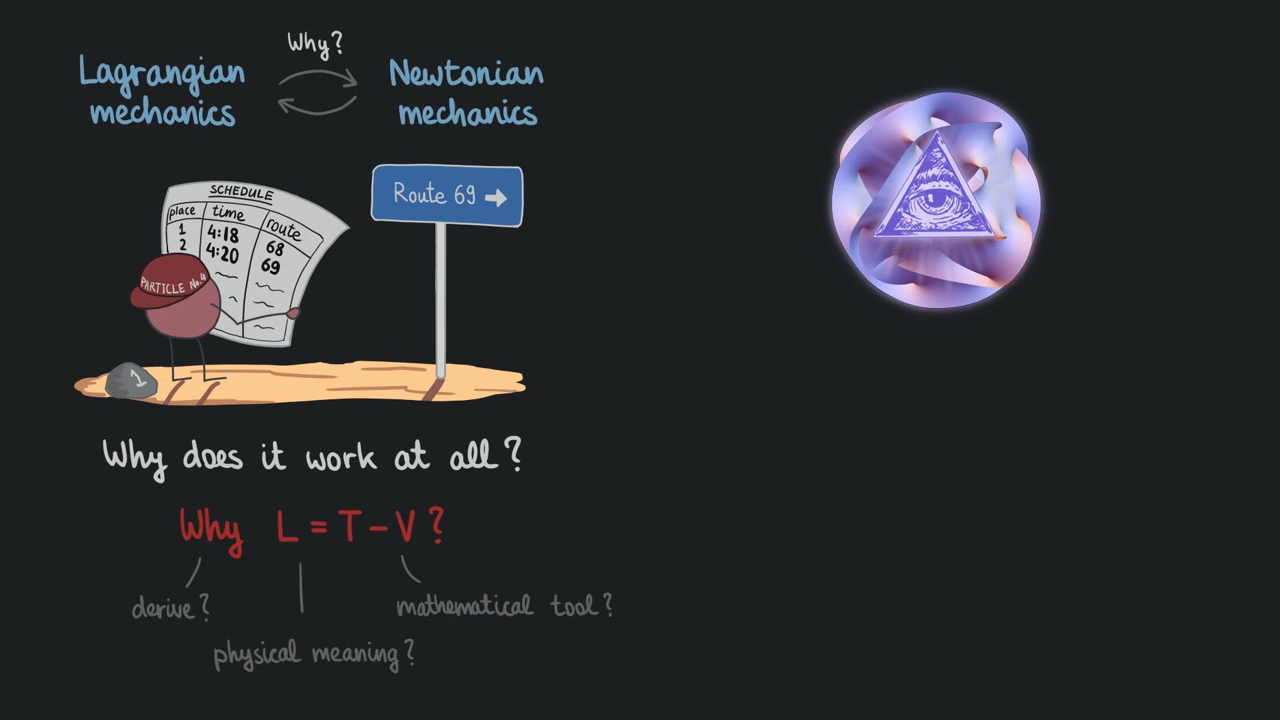 Why?
Lagrangian
mechanics
Newtonian
mechanics
SCHEDULE
place time route
1 4:18 68
2 4:20 69
PARTICLE No.4
Route 69 →
1
Why does it work at all?
Why L = T - V?
derive?
mathematical tool?
physical meaning?